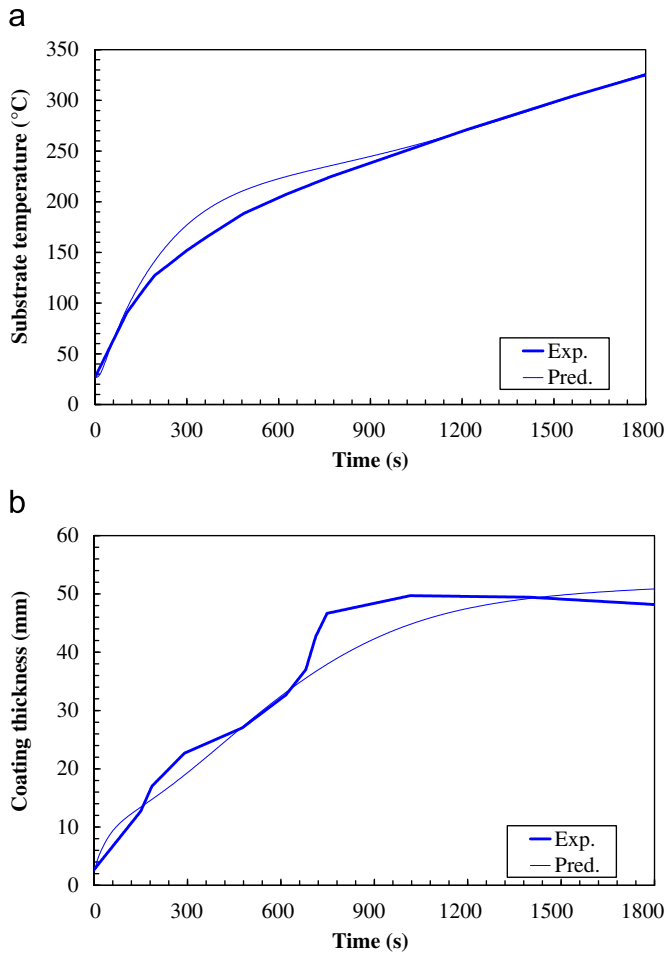 a
350
300
250
200
150
100
50
0
Substrate temperature (°C)
Exp.
Pred.
0 300 600 900 1200 1500 1800
Time (s)
b
60
50
40
30
20
10
0
Coating thickness (mm)
Exp.
Pred.
0 300 600 900 1200 1500 1800
Time (s)